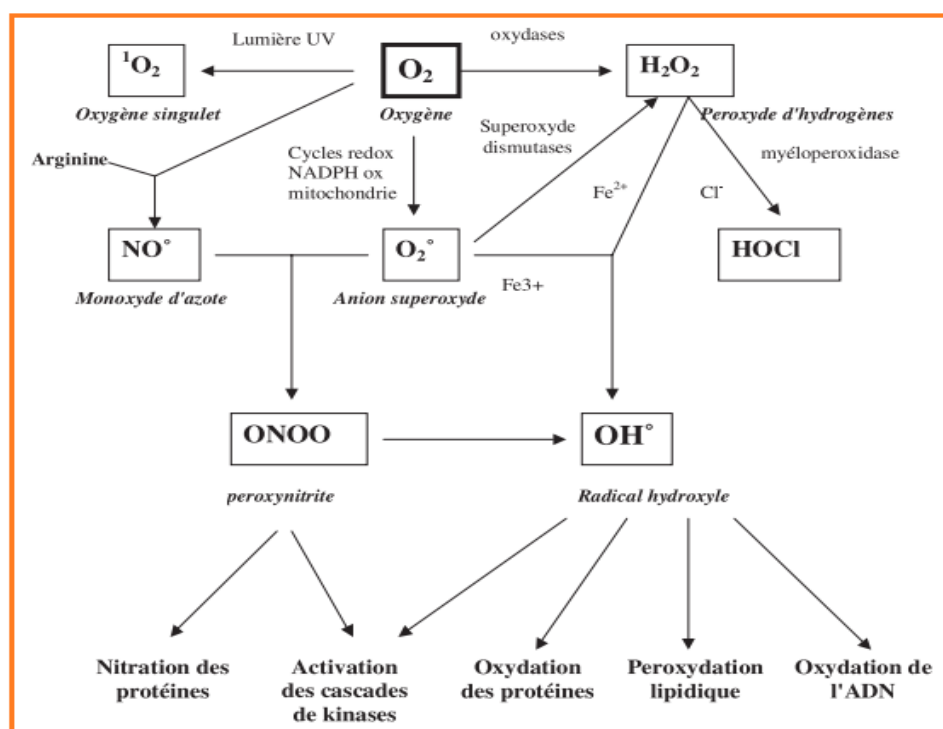 Lumière UV
oxydases
¹O₂
O₂
H₂O₂
Oxygène singulet
Oxygène
Peroxyde d'hydrogènes
Arginine
Cycles redox
NADPH ox
mitochondrie
Superoxyde
dismutases
myéloperoxidase
Fe²⁺
Cl⁻
NO°
O₂°
HOCl
Monoxyde d'azote
Anion superoxyde
Fe3+
ONOO
OH°
peroxynitrite
Radical hydroxyle
Nitration des
protéines
Activation
des cascades
de kinases
Oxydation
des protéines
Peroxydation
lipidique
Oxydation de
l'ADN